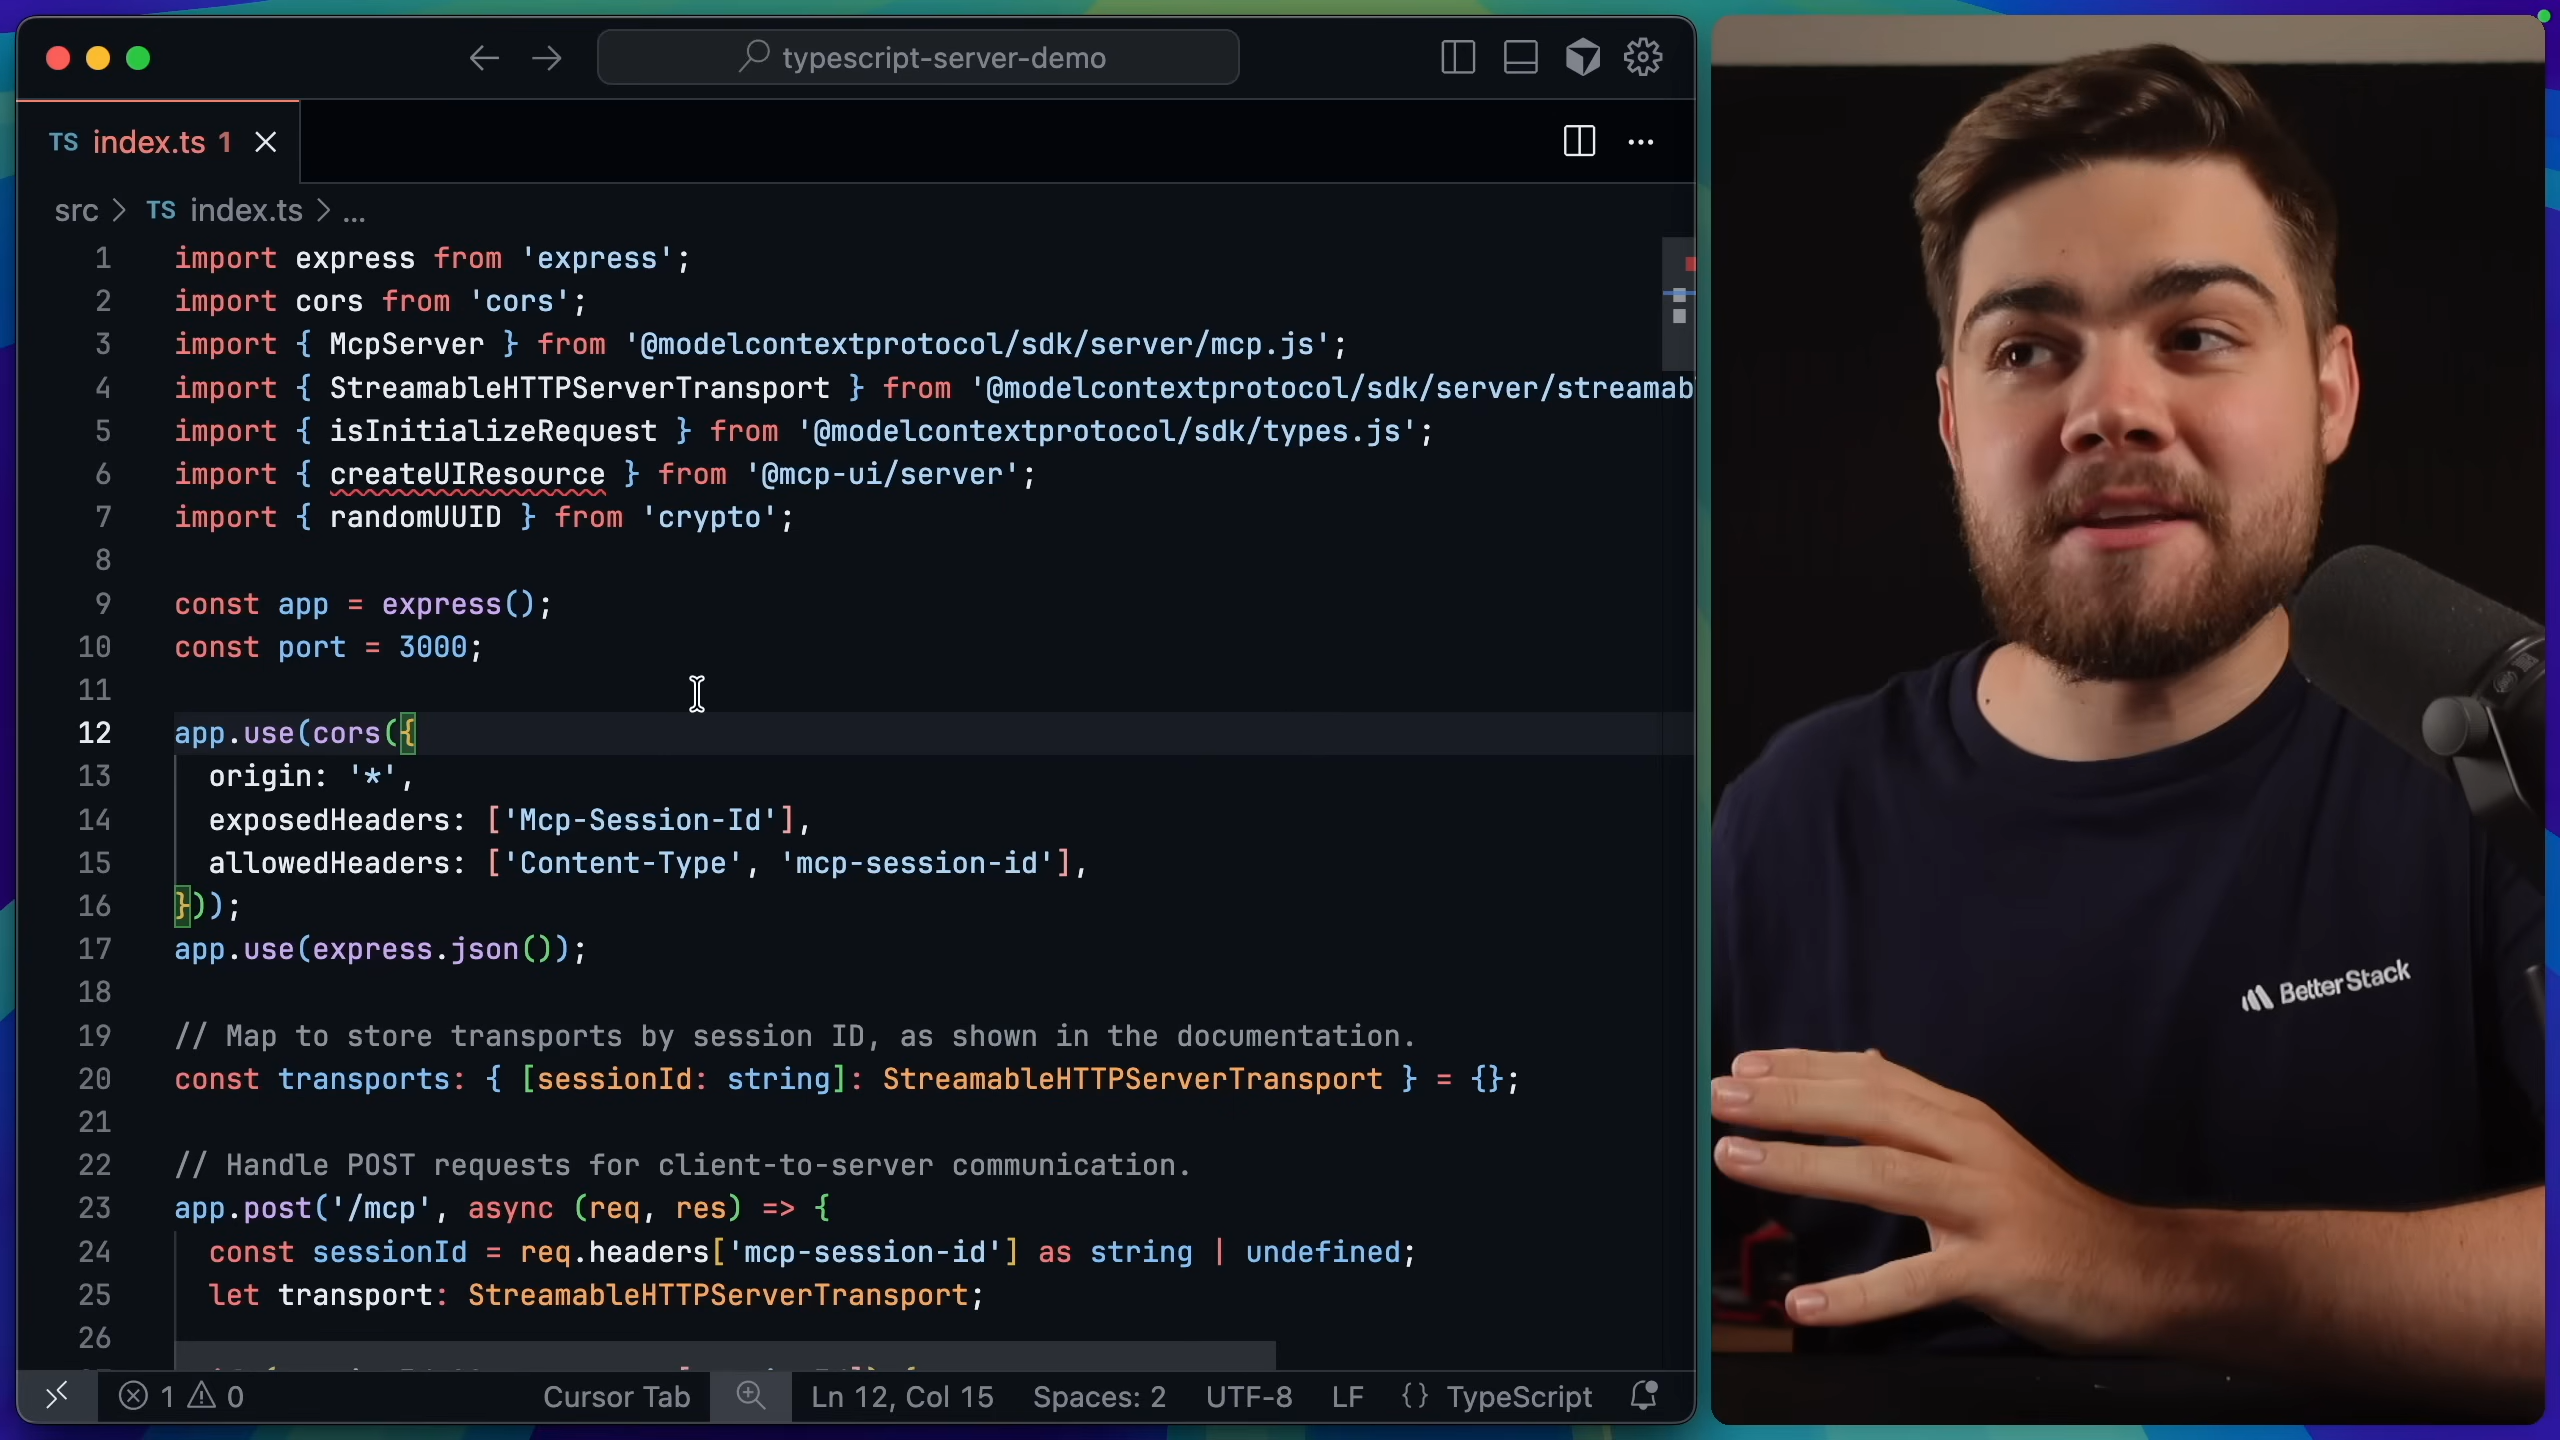 typescript-server-demo
TS index.ts 1
src > TS index.ts > ...
1 import express from 'express';
2 import cors from 'cors';
3 import { McpServer } from '@modelcontextprotocol/sdk/server/mcp.js';
4 import { StreamableHTTPServerTransport } from '@modelcontextprotocol/sdk/server/streamab
5 import { isInitializeRequest } from '@modelcontextprotocol/sdk/types.js';
6 import { createUIResource } from '@mcp-ui/server';
7 import { randomUUID } from 'crypto';
8
9 const app = express();
10 const port = 3000;
11
12 app.use(cors({
13 origin: '*',
14 exposedHeaders: ['Mcp-Session-Id'],
15 allowedHeaders: ['Content-Type', 'mcp-session-id'],
16 }));
17 app.use(express.json());
18
19 // Map to store transports by session ID, as shown in the documentation.
20 const transports: { [sessionId: string]: StreamableHTTPServerTransport } = {};
21
22 // Handle POST requests for client-to-server communication.
23 app.post('/mcp', async (req, res) => {
24 const sessionId = req.headers['mcp-session-id'] as string | undefined;
25 let transport: StreamableHTTPServerTransport;
26
1 0 Cursor Tab Ln 12, Col 15 Spaces: 2 UTF-8 LF {} TypeScript
Better Stack